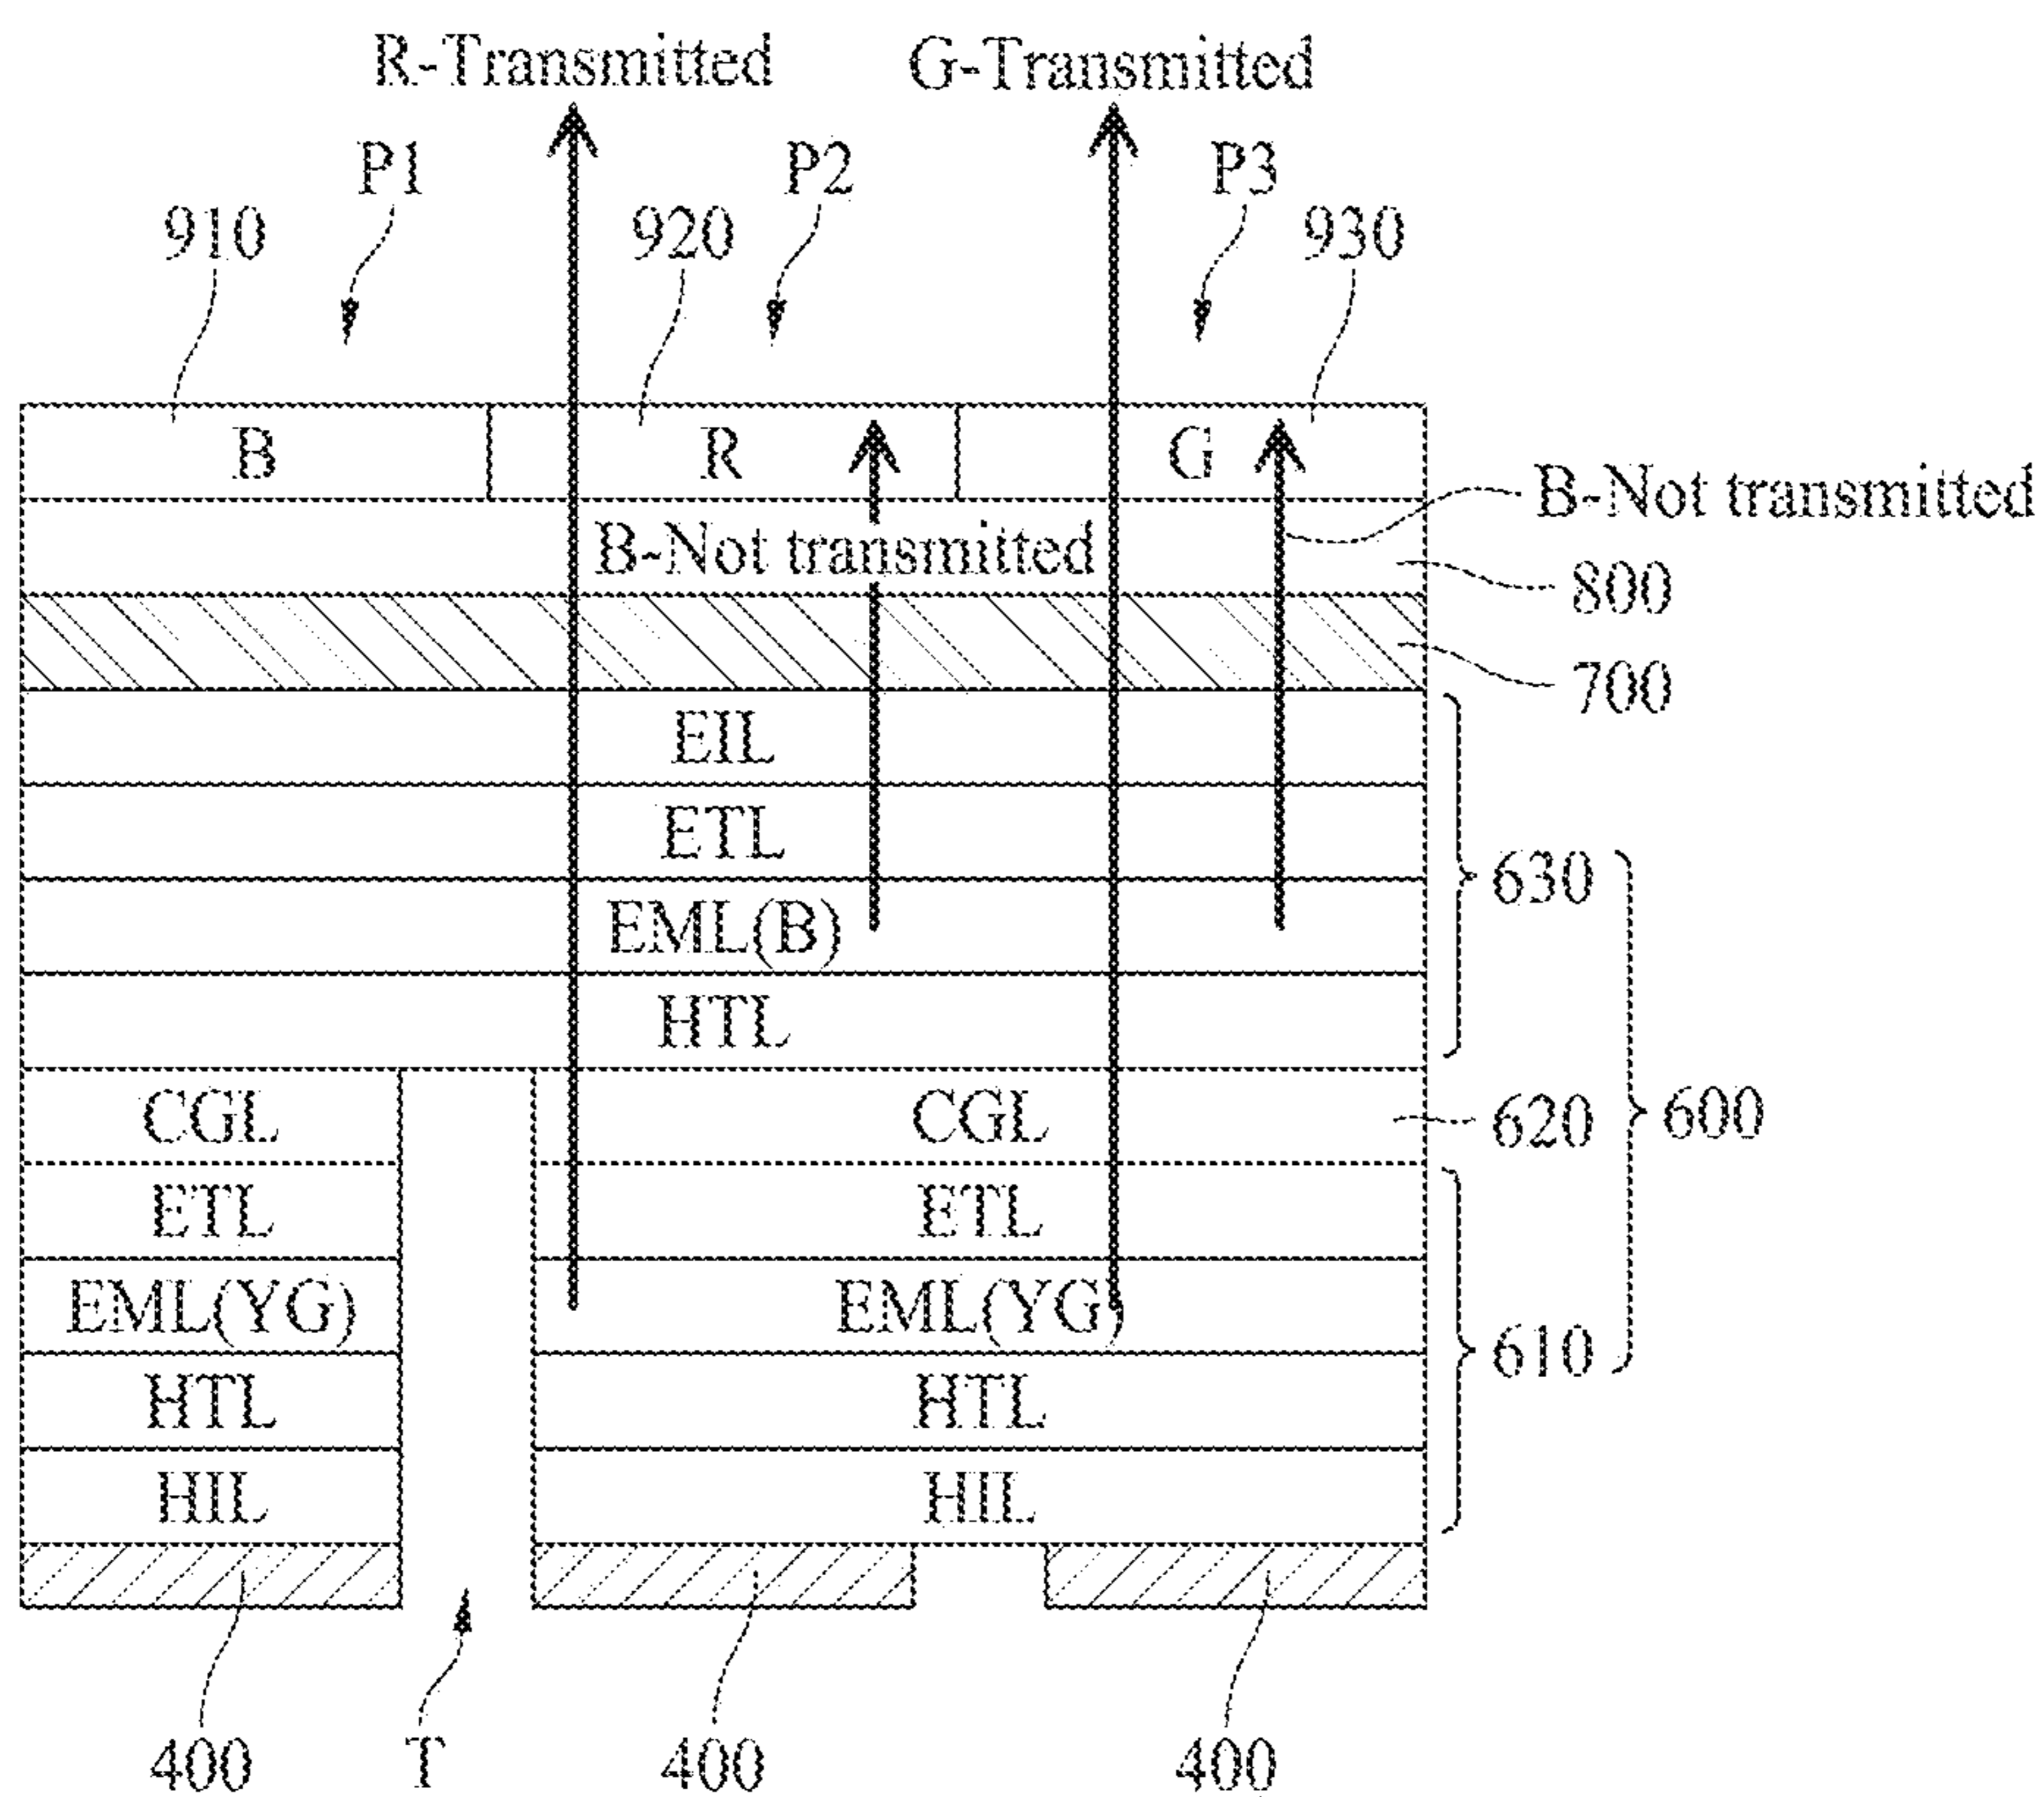 R-Transmitted G-Transmitted
P1 P2 P3
910 920 930
B R G
B-Not transmitted
B-Not transmitted
800
700
EIL
ETL
630
EML(B)
HTL
CGL CGL 620 600
ETL ETL
EML(YG) EML(YG)
610
HTL HTL
HIL HIL
400 T 400 400